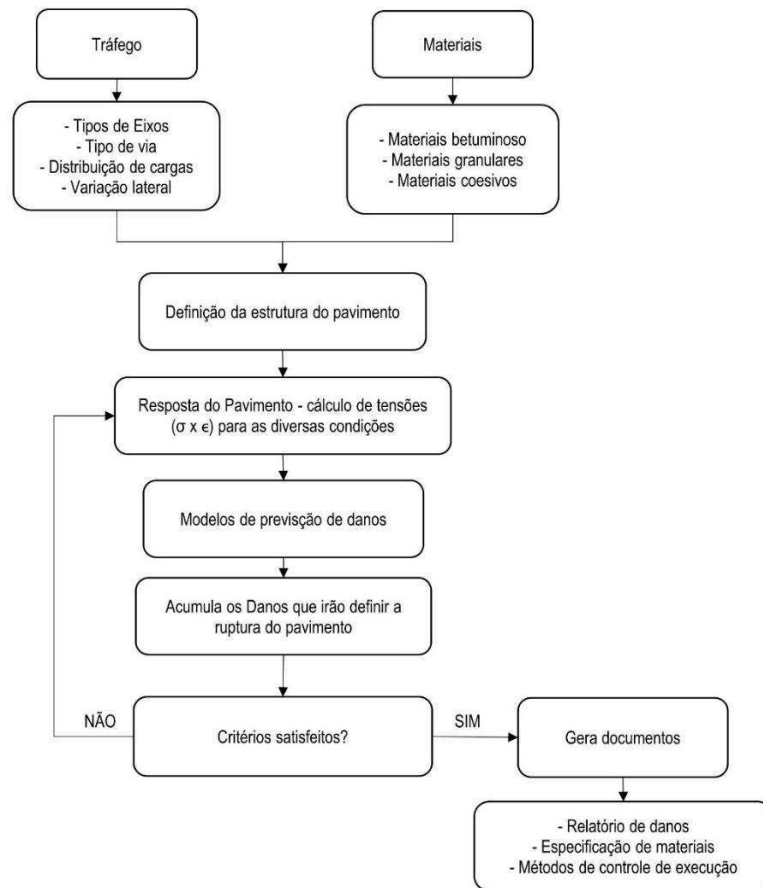 Tráfego
Materiais
- Tipos de Eixos
- Tipo de via
- Distribuição de cargas
- Variação lateral
- Materiais betuminoso
- Materiais granulares
- Materiais coesivos
Definição da estrutura do pavimento
Resposta do Pavimento - cálculo de tensões
(σ x ϵ) para as diversas condições
Modelos de previsção de danos
Acumula os Danos que irão definir a
ruptura do pavimento
NÃO
Critérios satisfeitos?
SIM
Gera documentos
- Relatório de danos
- Especificação de materiais
- Métodos de controle de execução